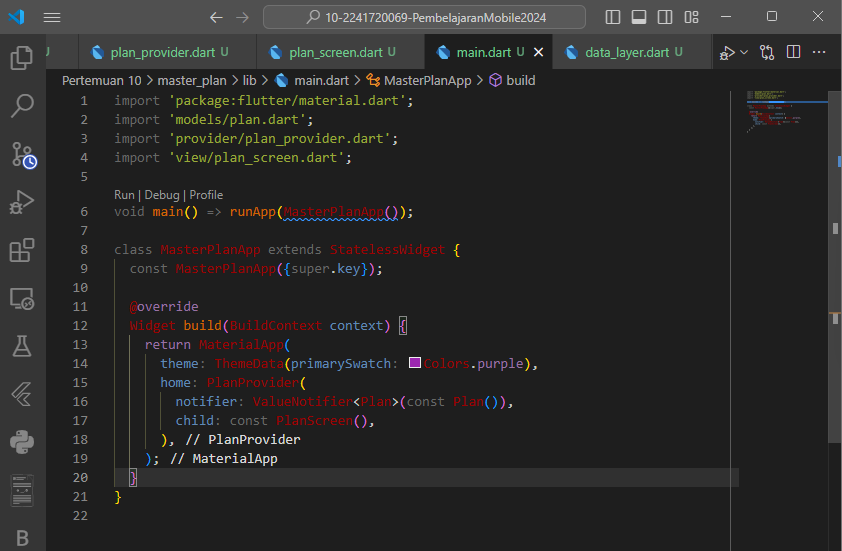 10-2241720069-PembelajaranMobile2024
U plan_provider.dart U plan_screen.dart U main.dart U data_layer.dart U
Pertemuan 10 > master_plan > lib > main.dart > MasterPlanApp > build
1 import 'package:flutter/material.dart';
2 import 'models/plan.dart';
3 import 'provider/plan_provider.dart';
4 import 'view/plan_screen.dart';
5
Run | Debug | Profile
6 void main() => runApp(MasterPlanApp());
7
8 class MasterPlanApp extends StatelessWidget {
9 const MasterPlanApp({super.key});
10
11 @override
12 Widget build(BuildContext context) {
13 return MaterialApp(
14 theme: ThemeData(primarySwatch: Colors.purple),
15 home: PlanProvider(
16 notifier: ValueNotifier<Plan>(const Plan()),
17 child: const PlanScreen(),
18 ), // PlanProvider
19 ); // MaterialApp
20 }
21 }
22
B